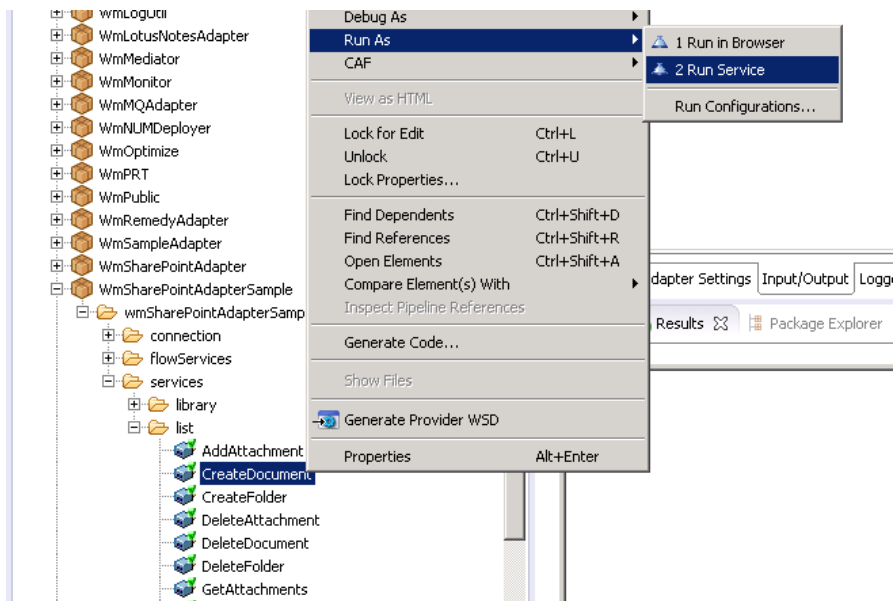 WmLogUtil
WmLotusNotesAdapter
WmMediator
WmMonitor
WmMQAdapter
WmNUMDeployer
WmOptimize
WmPRT
WmPublic
WmRemedyAdapter
WmSampleAdapter
WmSharePointAdapter
WmSharePointAdapterSample
wmSharePointAdapterSamp
connection
flowServices
services
library
list
AddAttachment
CreateDocument
CreateFolder
DeleteAttachment
DeleteDocument
DeleteFolder
GetAttachments
Debug As
Run As
CAF
View as HTML
Lock for Edit Ctrl+L
Unlock Ctrl+U
Lock Properties...
Find Dependents Ctrl+Shift+D
Find References Ctrl+Shift+R
Open Elements Ctrl+Shift+A
Compare Element(s) With
Inspect Pipeline References
Generate Code...
Show Files
Generate Provider WSD
Properties Alt+Enter
1 Run in Browser
2 Run Service
Run Configurations...
dapter Settings Input/Output Logg
Results Package Explorer